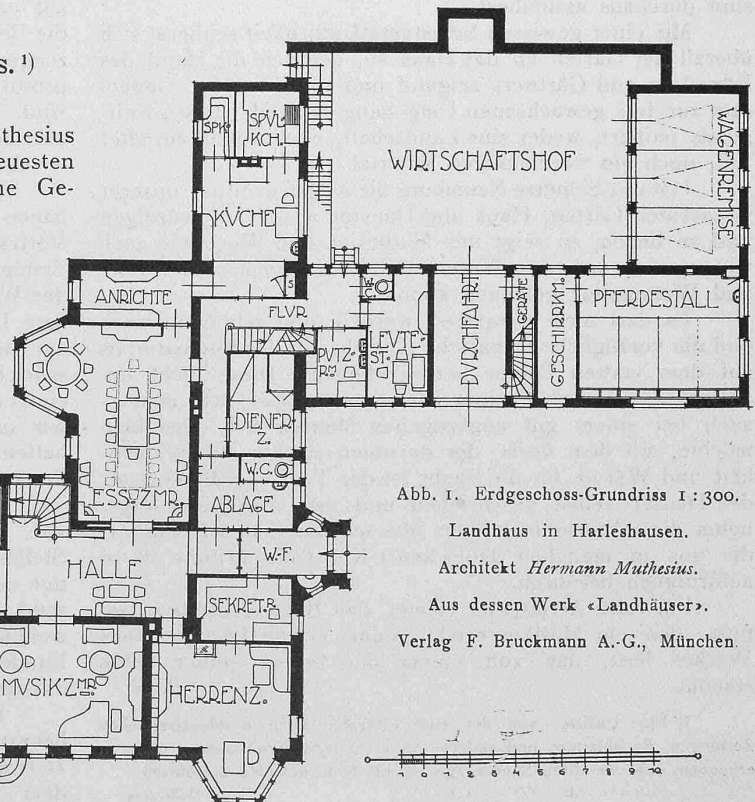 s. ¹)
thesius
euesten
ne Ge-
SPK.
SPÜL
KCH.
KÜCHE
WIRTSCHAFTSHOF
WAGENREMISE
ANRICHTE
FLUR
W.
C.
PUTZ-
RM.
LEUTE-
ST.
DURCHFAHRT
GERÄTE
GESCHIRRKM.
PFERDESTALL
DIENER-
Z.
W.C.
ABLAGE
ESSZMR.
HALLE
W.-F.
SEKRET.R.
MUSIKZMR.
HERRENZ.
Abb. 1. Erdgeschoss-Grundriss 1 : 300.
Landhaus in Harleshausen.
Architekt Hermann Muthesius.
Aus dessen Werk «Landhäuser».
Verlag F. Bruckmann A.-G., München.
1 0 1 2 3 4 5 6 7 8 9 10